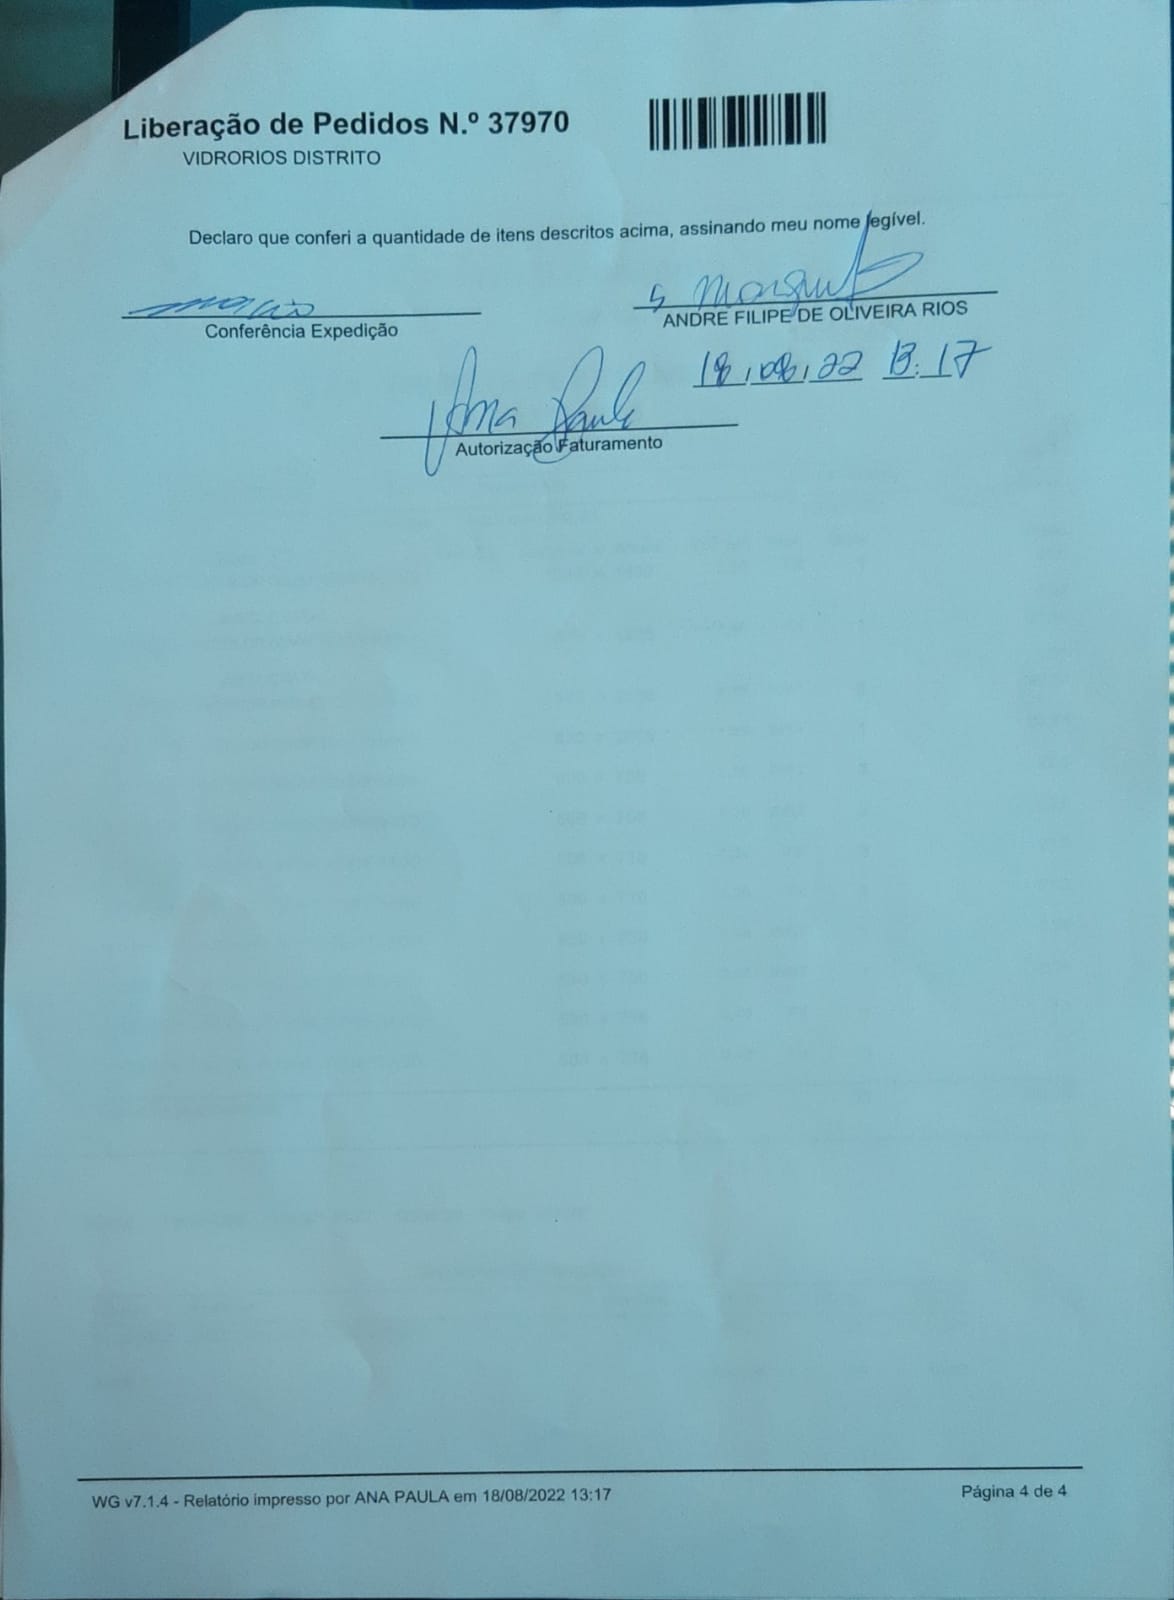 Liberação de Pedidos N.º 37970
VIDRORIOS DISTRITO
Declaro que conferi a quantidade de itens descritos acima, assinando meu nome legível.
Conferência Expedição
ANDRE FILIPE DE OLIVEIRA RIOS
18/08/22 13:17
Ana Paula
Autorização Faturamento
WG v7.1.4 - Relatório impresso por ANA PAULA em 18/08/2022 13:17
Página 4 de 4